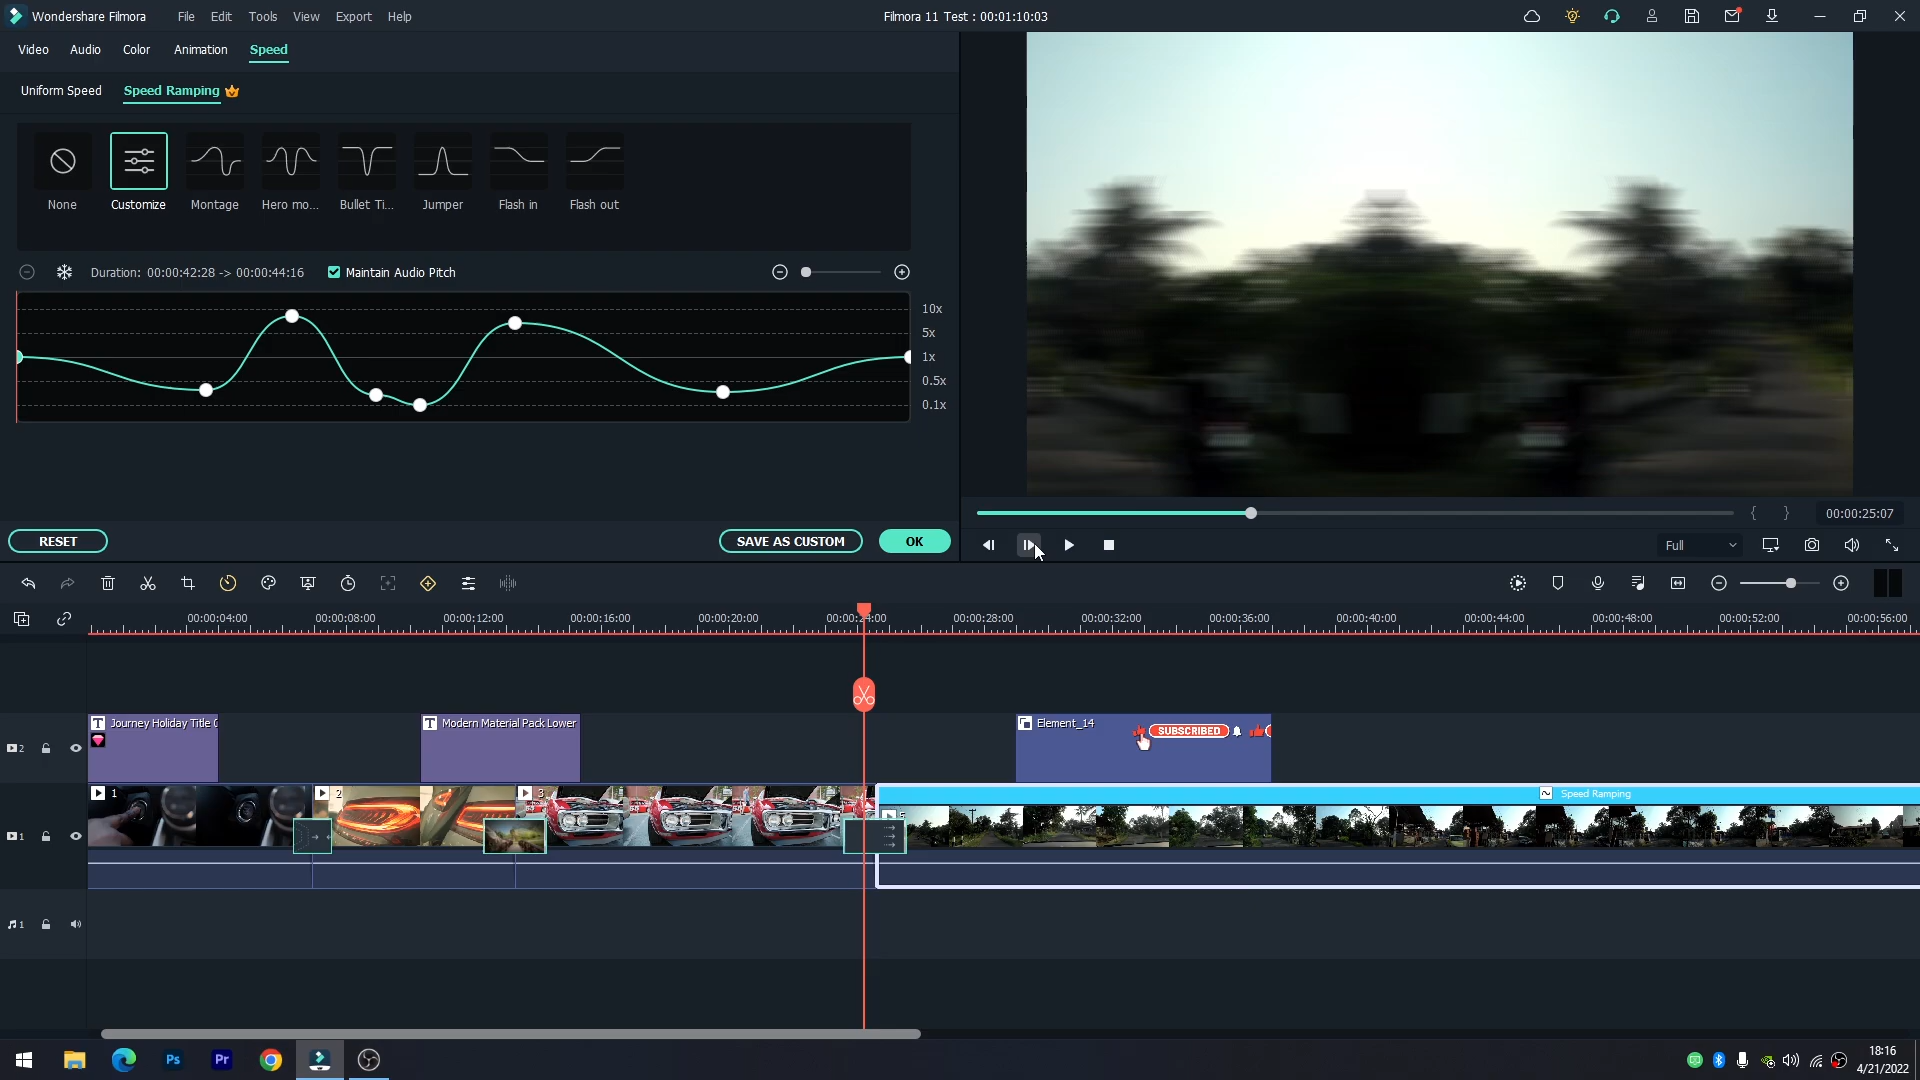 Wondershare Filmora
File Edit Tools View Export Help
Filmora 11 Test : 00:01:10:03
Video Audio Color Animation Speed
Uniform Speed Speed Ramping
None Customize Montage Hero mo... Bullet Ti... Jumper Flash in Flash out
Duration: 00:00:42:28 -> 00:00:44:16 Maintain Audio Pitch
10x
5x
1x
0.5x
0.1x
RESET SAVE AS CUSTOM OK
{ } 00:00:25:07
Full
00:00:04:00 00:00:08:00 00:00:12:00 00:00:16:00 00:00:20:00 00:00:24:00 00:00:28:00 00:00:32:00 00:00:36:00 00:00:40:00 00:00:44:00 00:00:48:00 00:00:52:00 00:00:56:00
2 T Journey Holiday Title T Modern Material Pack Lower Element_14 SUBSCRIBED
1 1 2 3 Speed Ramping
1
Ps Pr
18:16
4/21/2022